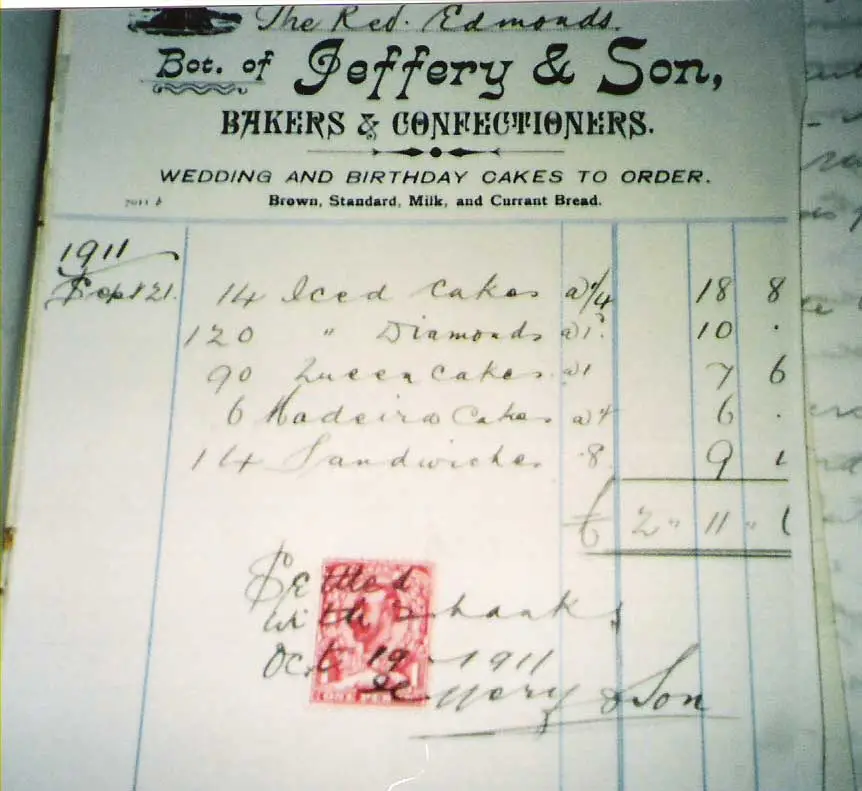 The Rev. Edmonds.
Bot. of Jeffery & Son,
BAKERS & CONFECTIONERS.
WEDDING AND BIRTHDAY CAKES TO ORDER.
Brown, Standard, Milk, and Currant Bread.
1911
Sept 21. 14 Iced Cakes a 1/4 18 8
120 " Diamonds a 1. 10 .
90 Queen Cakes. a 1 7 6
6 Madeira Cakes a 6 .
14 Sandwiches .8. 9 1
£ 2 " 11 " 1
Settled
with thanks
Oct 19 - 1911
Jeffery & Son
ONE PENNY